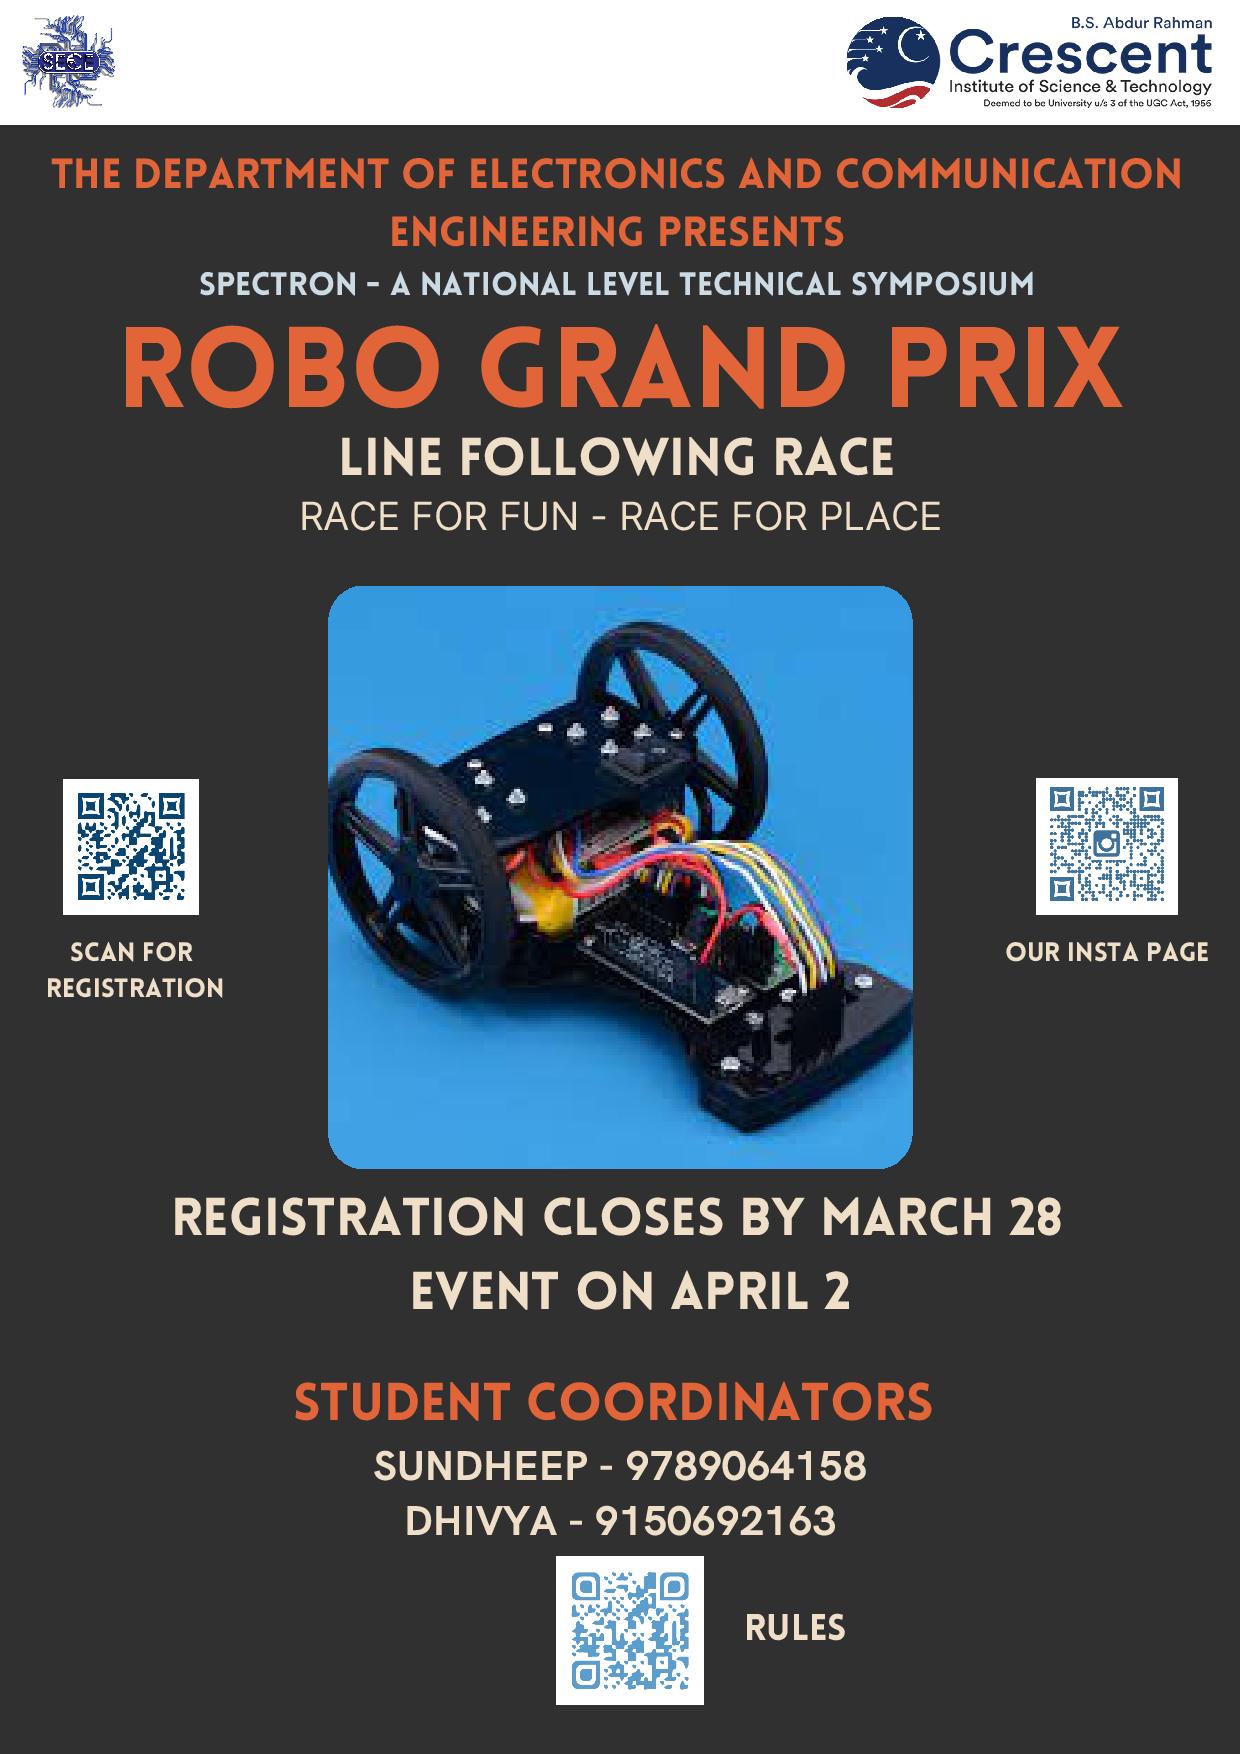 SECE
B.S. Abdur Rahman
Crescent
Institute of Science & Technology
Deemed to be University u/s 3 of the UGC Act, 1956
THE DEPARTMENT OF ELECTRONICS AND COMMUNICATION
ENGINEERING PRESENTS
SPECTRON - A NATIONAL LEVEL TECHNICAL SYMPOSIUM
ROBO GRAND PRIX
LINE FOLLOWING RACE
RACE FOR FUN - RACE FOR PLACE
SCAN FOR
REGISTRATION
OUR INSTA PAGE
REGISTRATION CLOSES BY MARCH 28
EVENT ON APRIL 2
STUDENT COORDINATORS
SUNDHEEP - 9789064158
DHIVYA - 9150692163
RULES